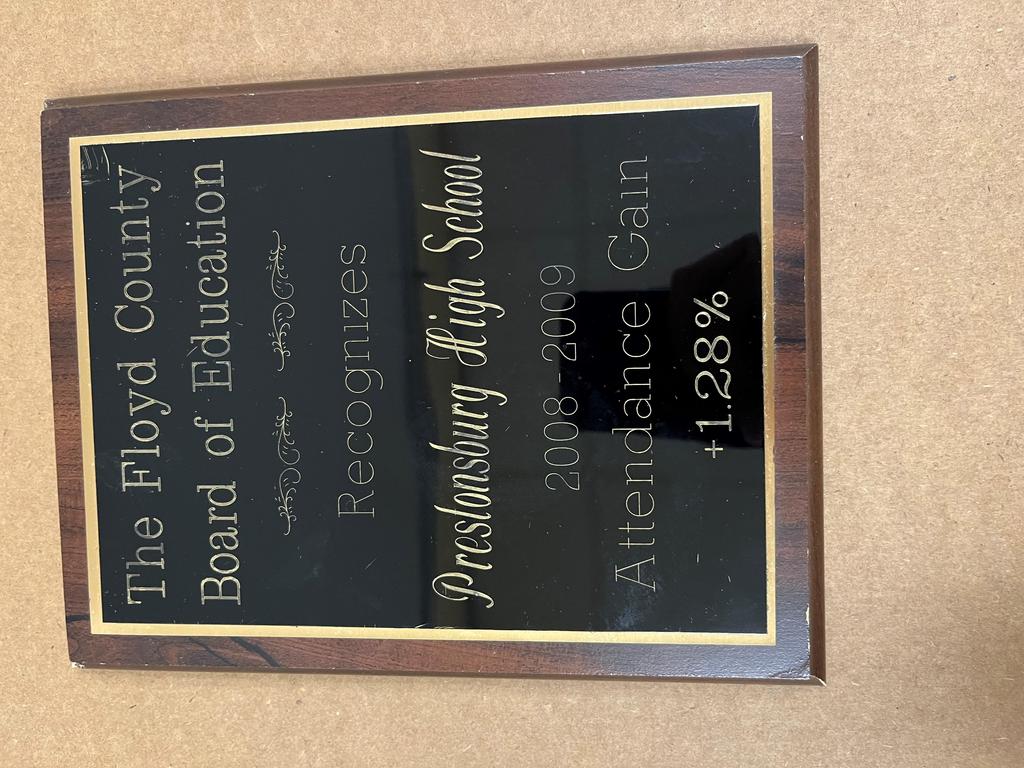 The Floyd County
Board of Education
Recognizes
Prestonsburg High School
2008-2009
Attendance Gain
+1.28%